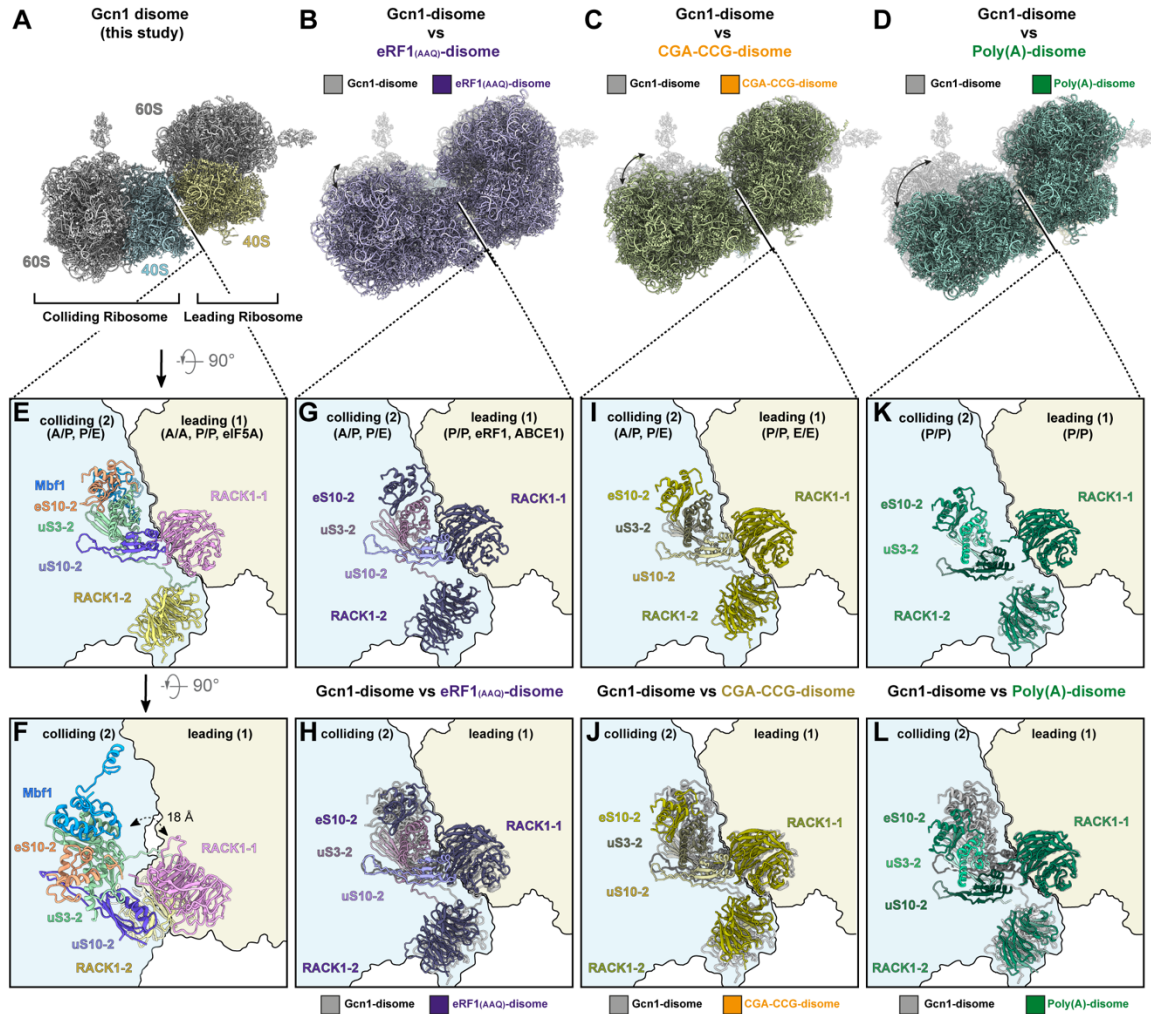 A
Gcn1 disome
(this study)
60S
60S
40S
40S
Colliding Ribosome
Leading Ribosome
90°
B
Gcn1-disome
vs
eRF1(AAQ)-disome
Gcn1-disome
eRF1(AAQ)-disome
C
Gcn1-disome
vs
CGA-CCG-disome
Gcn1-disome
CGA-CCG-disome
D
Gcn1-disome
vs
Poly(A)-disome
Gcn1-disome
Poly(A)-disome
E
colliding (2)
(A/P, P/E)
leading (1)
(A/A, P/P, eIF5A)
Mbf1
eS10-2
uS3-2
uS10-2
RACK1-1
RACK1-2
90°
G
colliding (2)
(A/P, P/E)
leading (1)
(P/P, eRF1, ABCE1)
eS10-2
uS3-2
uS10-2
RACK1-1
RACK1-2
I
colliding (2)
(A/P, P/E)
leading (1)
(P/P, E/E)
eS10-2
uS3-2
uS10-2
RACK1-1
RACK1-2
K
colliding (2)
(P/P)
leading (1)
(P/P)
eS10-2
uS3-2
RACK1-1
RACK1-2
F
colliding (2)
leading (1)
Mbf1
18 Å
eS10-2
RACK1-1
uS3-2
uS10-2
RACK1-2
Gcn1-disome vs eRF1(AAQ)-disome
H
colliding (2)
leading (1)
eS10-2
uS3-2
uS10-2
RACK1-1
RACK1-2
Gcn1-disome
eRF1(AAQ)-disome
Gcn1-disome vs CGA-CCG-disome
J
colliding (2)
leading (1)
eS10-2
uS3-2
uS10-2
RACK1-1
RACK1-2
Gcn1-disome
CGA-CCG-disome
Gcn1-disome vs Poly(A)-disome
L
colliding (2)
leading (1)
eS10-2
uS3-2
uS10-2
RACK1-1
RACK1-2
Gcn1-disome
Poly(A)-disome